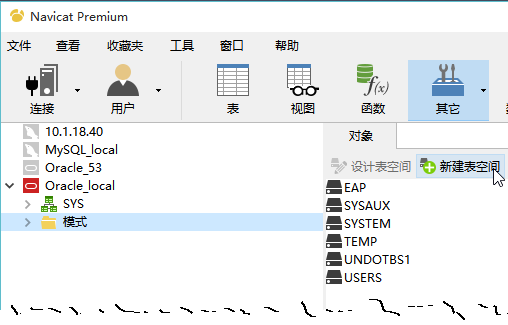 Navicat Premium
文件 查看 收藏夹 工具 窗口 帮助
连接 用户 表 视图 函数 其它
10.1.18.40
MySQL_local
Oracle_53
Oracle_local
SYS
模式
对象
设计表空间 新建表空间
EAP
SYSAUX
SYSTEM
TEMP
UNDOTBS1
USERS